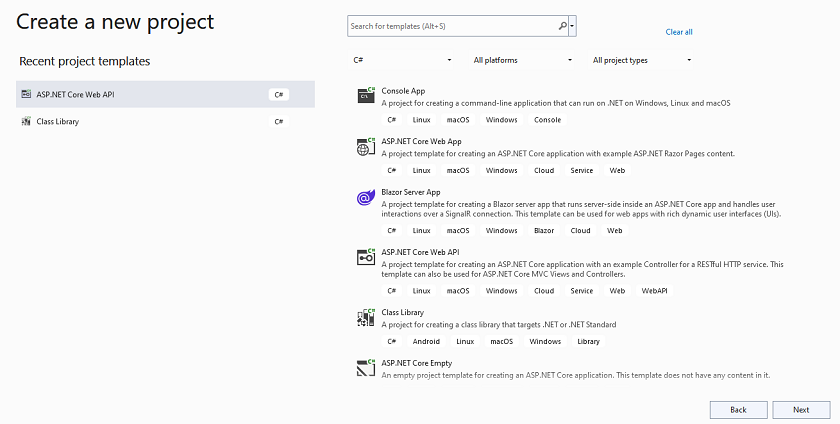 Create a new project
Search for templates (Alt+S)
Clear all
Recent project templates
C#
All platforms
All project types
ASP.NET Core Web API
C#
Class Library
C#
Console App
A project for creating a command-line application that can run on .NET on Windows, Linux and macOS
C# Linux macOS Windows Console
ASP.NET Core Web App
A project template for creating an ASP.NET Core application with example ASP.NET Razor Pages content.
C# Linux macOS Windows Cloud Service Web
Blazor Server App
A project template for creating a Blazor server app that runs server-side inside an ASP.NET Core app and handles user
interactions over a SignalR connection. This template can be used for web apps with rich dynamic user interfaces (UIs).
C# Linux macOS Windows Blazor Cloud Web
ASP.NET Core Web API
A project template for creating an ASP.NET Core application with an example Controller for a RESTful HTTP service. This
template can also be used for ASP.NET Core MVC Views and Controllers.
C# Linux macOS Windows Cloud Service Web WebAPI
Class Library
A project for creating a class library that targets .NET or .NET Standard
C# Android Linux macOS Windows Library
ASP.NET Core Empty
An empty project template for creating an ASP.NET Core application. This template does not have any content in it.
Back
Next